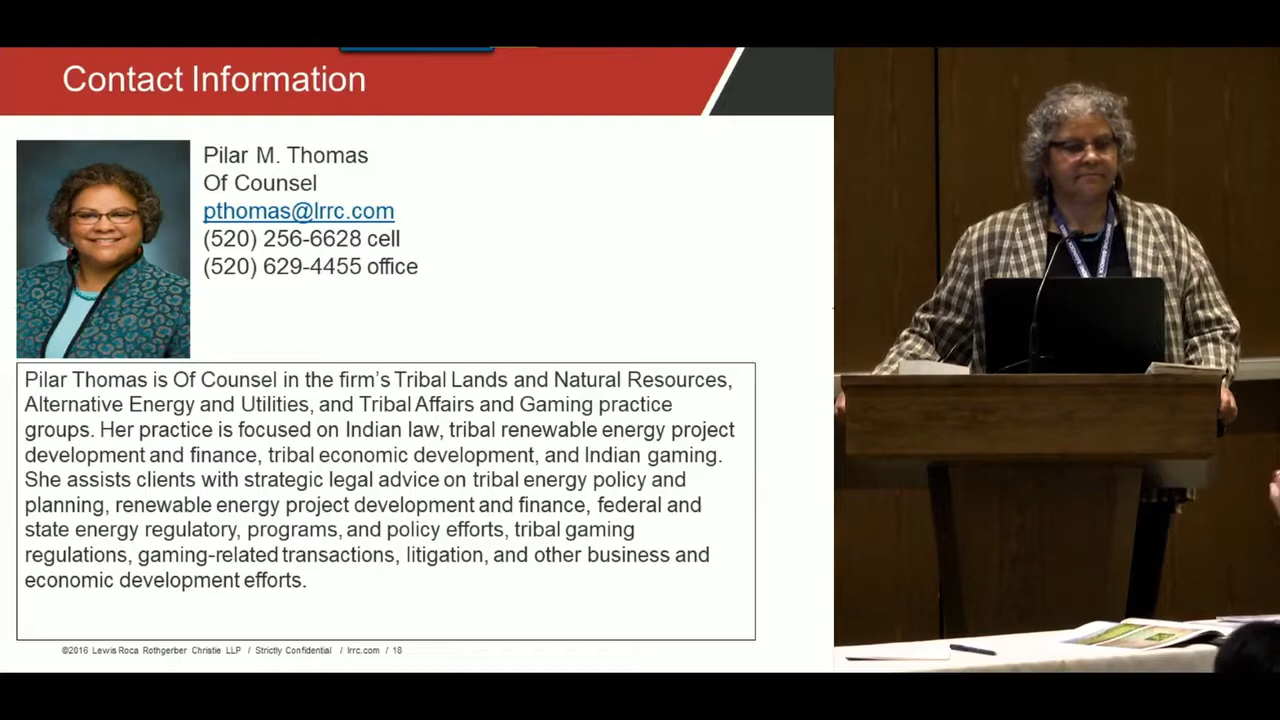 Contact Information
Pilar M. Thomas
Of Counsel
pthomas@lrrc.com
(520) 256-6628 cell
(520) 629-4455 office
Pilar Thomas is Of Counsel in the firm's Tribal Lands and Natural Resources,
Alternative Energy and Utilities, and Tribal Affairs and Gaming practice
groups. Her practice is focused on Indian law, tribal renewable energy project
development and finance, tribal economic development, and Indian gaming.
She assists clients with strategic legal advice on tribal energy policy and
planning, renewable energy project development and finance, federal and
state energy regulatory, programs, and policy efforts, tribal gaming
regulations, gaming-related transactions, litigation, and other business and
economic development efforts.
©2016 Lewis Roca Rothgerber Christie LLP / Strictly Confidential / lrrc.com / 18